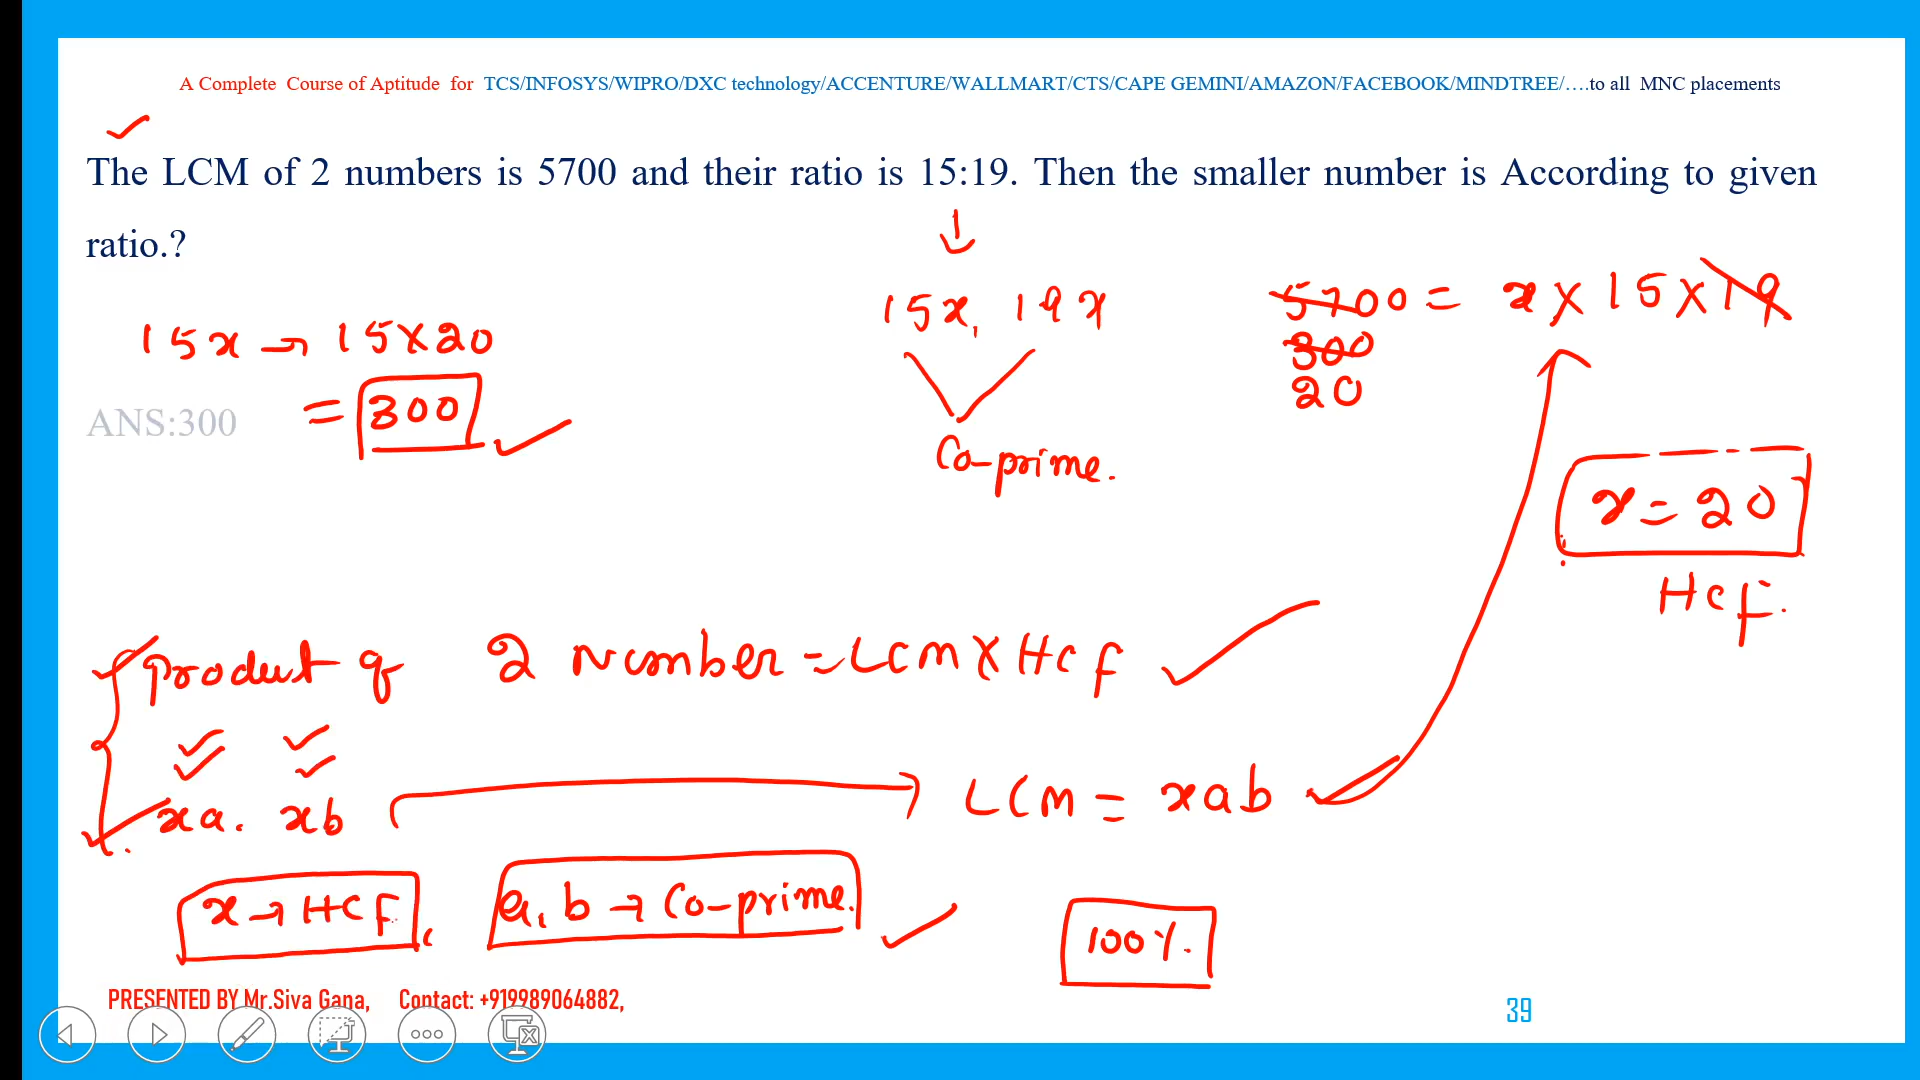 A Complete Course of Aptitude for TCS/INFOSYS/WIPRO/DXC technology/ACCENTURE/WALLMART/CTS/CAPE GEMINI/AMAZON/FACEBOOK/MINDTREE/….to all MNC placements
The LCM of 2 numbers is 5700 and their ratio is 15:19. Then the smaller number is According to given
ratio.?
15x, 19x
Co-prime.
5700 = x × 15 × 19
300
20
x = 20
HCF.
15x → 15×20
= 300
ANS:300
Product of 2 Number = LCM × HCF
xa. xb
LCM = xab
x → HCF,
a, b → Co-prime.
100%.
PRESENTED BY Mr.Siva Gana, Contact: +919989064882,
39